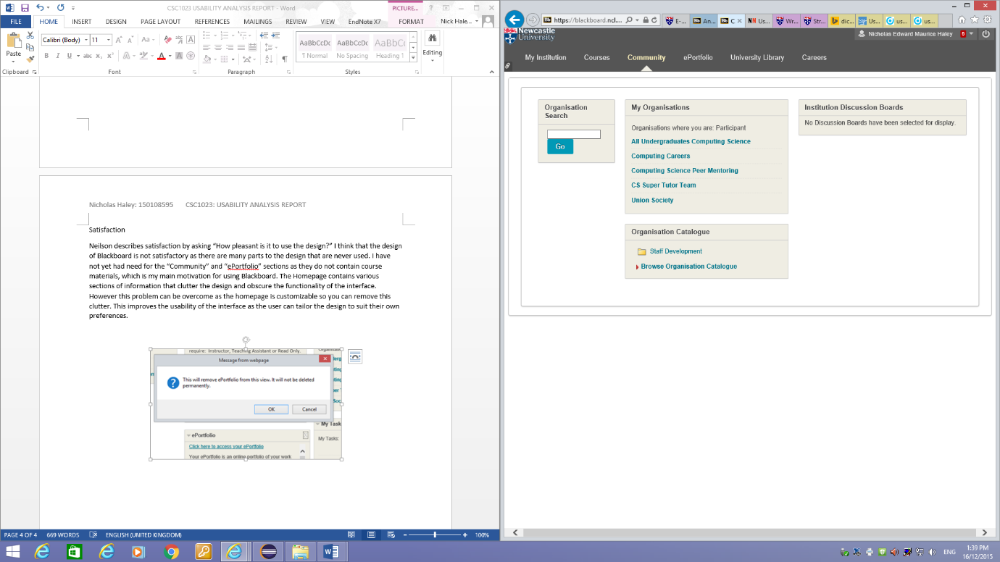 CSC1023 USABILITY ANALYSIS REPORT - Word
PICTURE...
FILE
HOME
INSERT
DESIGN
PAGE LAYOUT
REFERENCES
MAILINGS
REVIEW
VIEW
EndNote X7
FORMAT
Nick Hale...
Paste
Calibri (Body)
11
AaBbCcDc
AaBbCcDc
AaBbC
¶ Normal
No Spacing
Heading 1
Editing
Clipboard
Font
Paragraph
Styles
Nicholas Haley: 150108595 CSC1023: USABILITY ANALYSIS REPORT
Satisfaction
Neilson describes satisfaction by asking “How pleasant is it to use the design?” I think that the design
of Blackboard is not satisfactory as there are many parts to the design that are never used. I have
not yet had need for the “Community” and “ePortfolio” sections as they do not contain course
materials, which is my main motivation for using Blackboard. The Homepage contains various
sections of information that clutter the design and obscure the functionality of the interface.
However this problem can be overcome as the homepage is customizable so you can remove this
clutter. This improves the usability of the interface as the user can tailor the design to suit their own
preferences.
require: Instructor, Teaching Assistant or Read Only.
Message from webpage
This will remove ePortfolio from this view. It will not be deleted
permanently.
OK
Cancel
My Task
ePortfolio
My Tasks:
Click here to access your ePortfolio
Your ePortfolio is an online portfolio of your work
PAGE 4 OF 4
669 WORDS
ENGLISH (UNITED KINGDOM)
100%
https://blackboard.ncl....
E-...
An...
C
Us...
Wr...
Str...
dic...
Us...
us...
us...
Newcastle
University
Nicholas Edward Maurice Haley
My Institution
Courses
Community
ePortfolio
University Library
Careers
Organisation
Search
Go
My Organisations
Organisations where you are: Participant
All Undergraduates Computing Science
Computing Careers
Computing Science Peer Mentoring
CS Super Tutor Team
Union Society
Organisation Catalogue
Staff Development
Browse Organisation Catalogue
Institution Discussion Boards
No Discussion Boards have been selected for display.
ENG
1:39 PM
16/12/2015